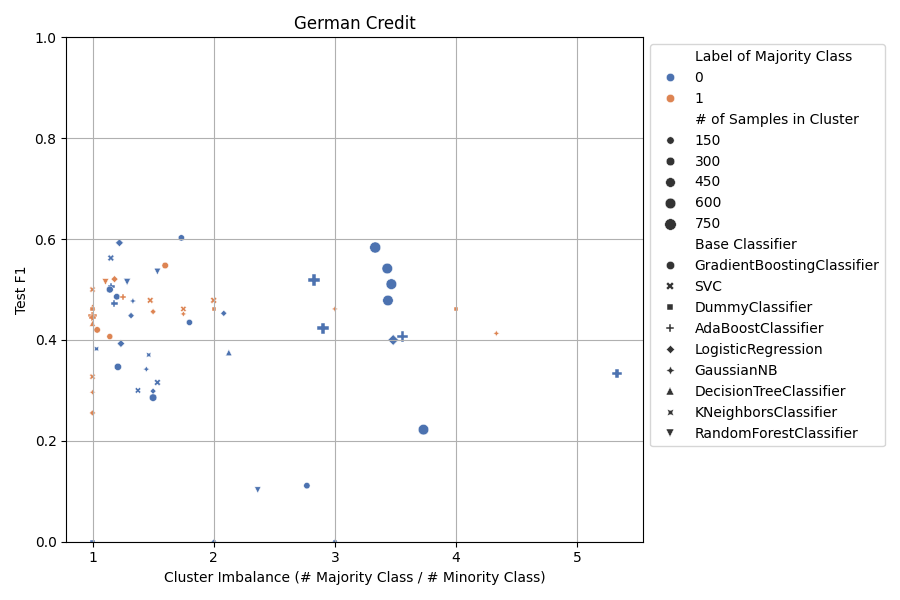 German Credit
1.0
0.8
0.6
0.4
0.2
0.0
Test F1
1
2
3
4
5
Cluster Imbalance (# Majority Class / # Minority Class)
Label of Majority Class
0
1
# of Samples in Cluster
150
300
450
600
750
Base Classifier
GradientBoostingClassifier
SVC
DummyClassifier
AdaBoostClassifier
LogisticRegression
GaussianNB
DecisionTreeClassifier
KNeighborsClassifier
RandomForestClassifier